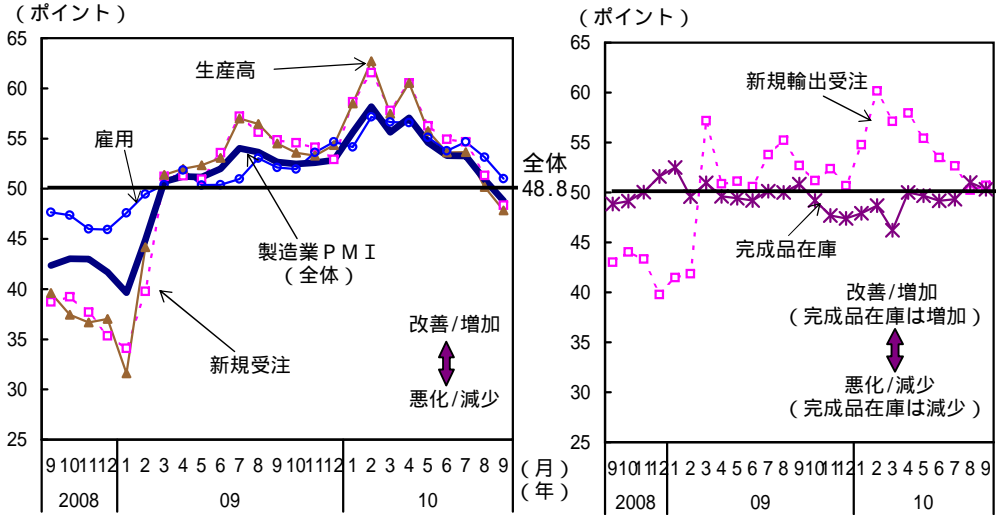 （ポイント）
65
60
55
50
45
40
35
30
25
生産高
雇用
製造業ＰＭＩ
（全体）
新規受注
改善/増加
悪化/減少
全体
48.8
9 10 11 12 1 2 3 4 5 6 7 8 9 10 11 12 1 2 3 4 5 6 7 8 9
2008 09 10
（月）
（年）
（ポイント）
65
60
55
50
45
40
35
30
25
新規輸出受注
完成品在庫
改善/増加
（完成品在庫は増加）
悪化/減少
（完成品在庫は減少）
9 10 11 12 1 2 3 4 5 6 7 8 9 10 11 12 1 2 3 4 5 6 7 8 9
2008 09 10